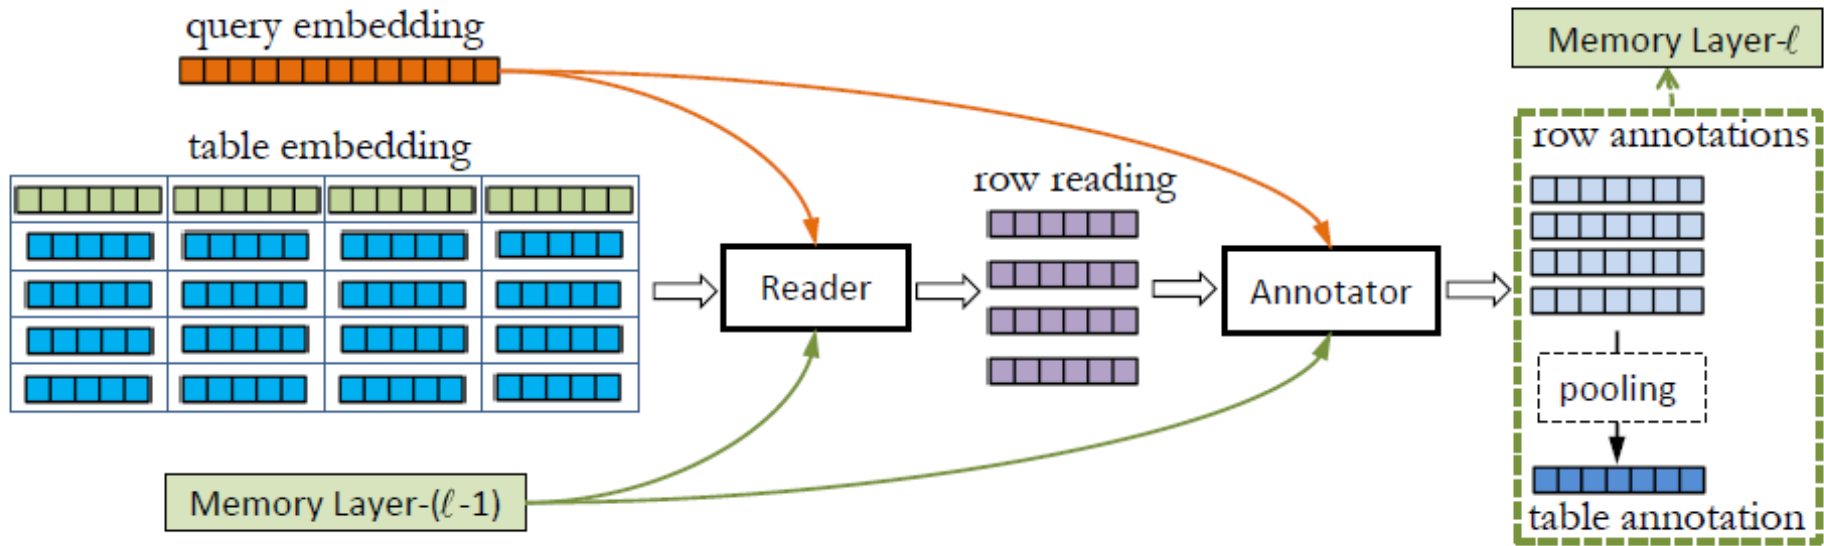 query embedding
Memory Layer-ℓ
table embedding
row annotations
row reading
Reader
Annotator
pooling
Memory Layer-(ℓ-1)
table annotation